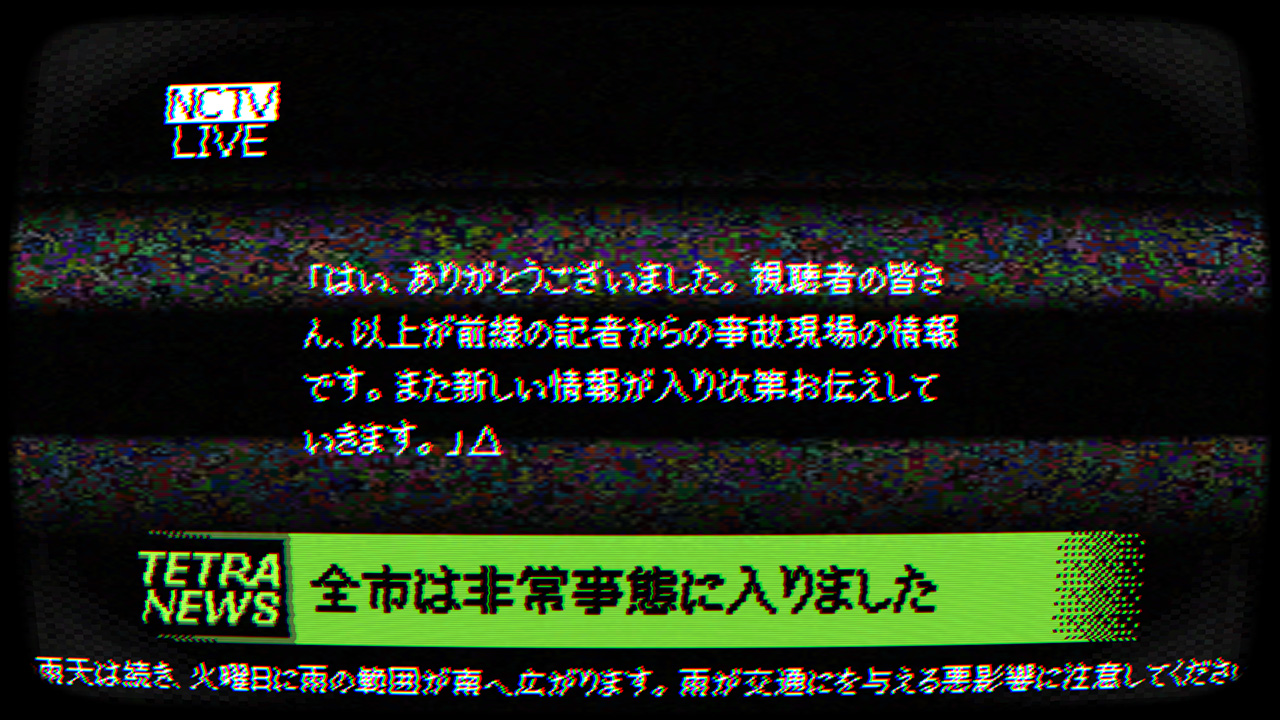 NCTV
LIVE
「はい、ありがとうございました。視聴者の皆さ
ん、以上が前線の記者からの事故現場の情報
です。また新しい情報が入り次第お伝えして
いきます。」△
TETRA
NEWS
全市は非常事態に入りました
雨天は続き、火曜日に雨の範囲が南へ広がります。雨が交通にを与える悪影響に注意してくださ